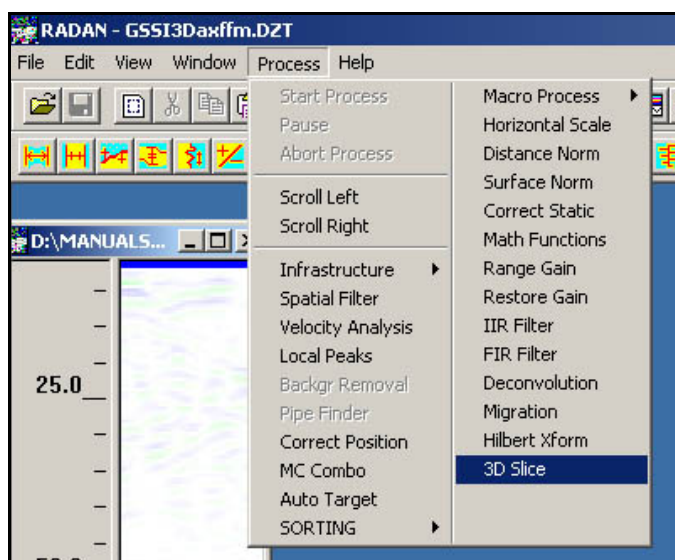 RADAN - GSSI3Daxffm.DZT
File Edit View Window Process Help
Start Process
Pause
Abort Process
Scroll Left
Scroll Right
Infrastructure
Spatial Filter
Velocity Analysis
Local Peaks
Backgr Removal
Pipe Finder
Correct Position
MC Combo
Auto Target
SORTING
Macro Process
Horizontal Scale
Distance Norm
Surface Norm
Correct Static
Math Functions
Range Gain
Restore Gain
IIR Filter
FIR Filter
Deconvolution
Migration
Hilbert Xform
3D Slice
D:\MANUALS...
25.0